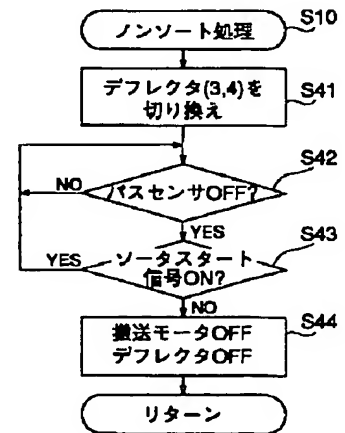 ノンソート処理
S10
デフレクタ(3,4)を
切り換え
S41
パスセンサOFF?
S42
NO
YES
ソータスタート
信号ON?
S43
YES
NO
搬送モータOFF
デフレクタOFF
S44
リターン